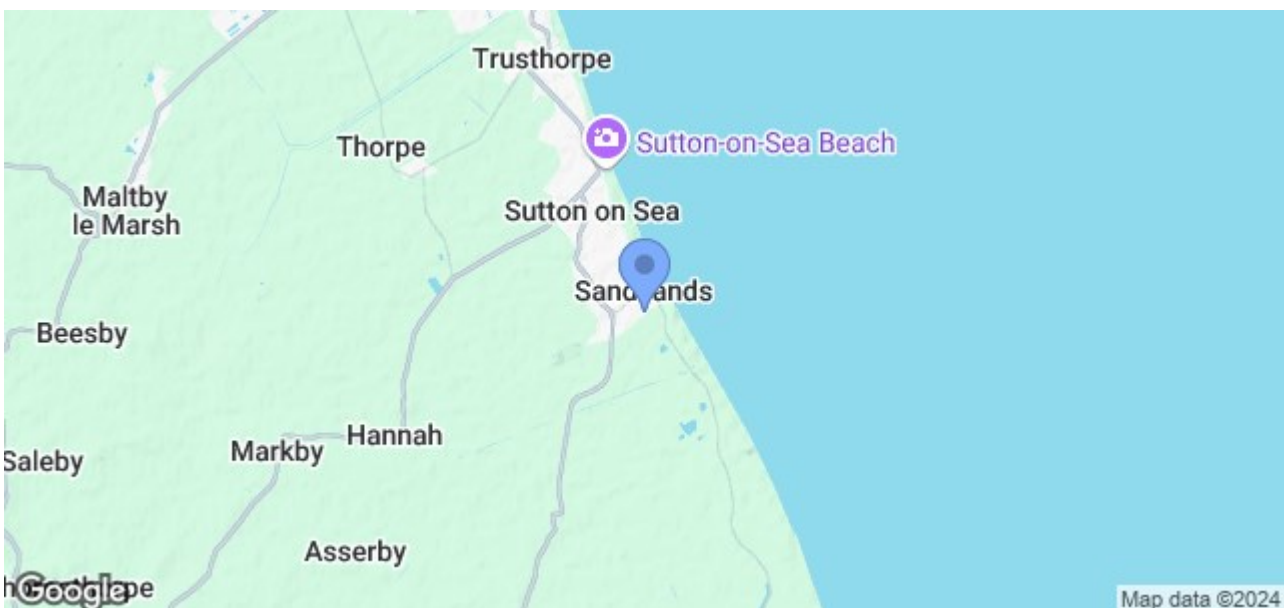 Trusthorpe
Sutton-on-Sea Beach
Thorpe
Maltby
le Marsh
Sutton on Sea
Beesby
Hannah
Markby
Saleby
Asserby
Google
Map data ©2024